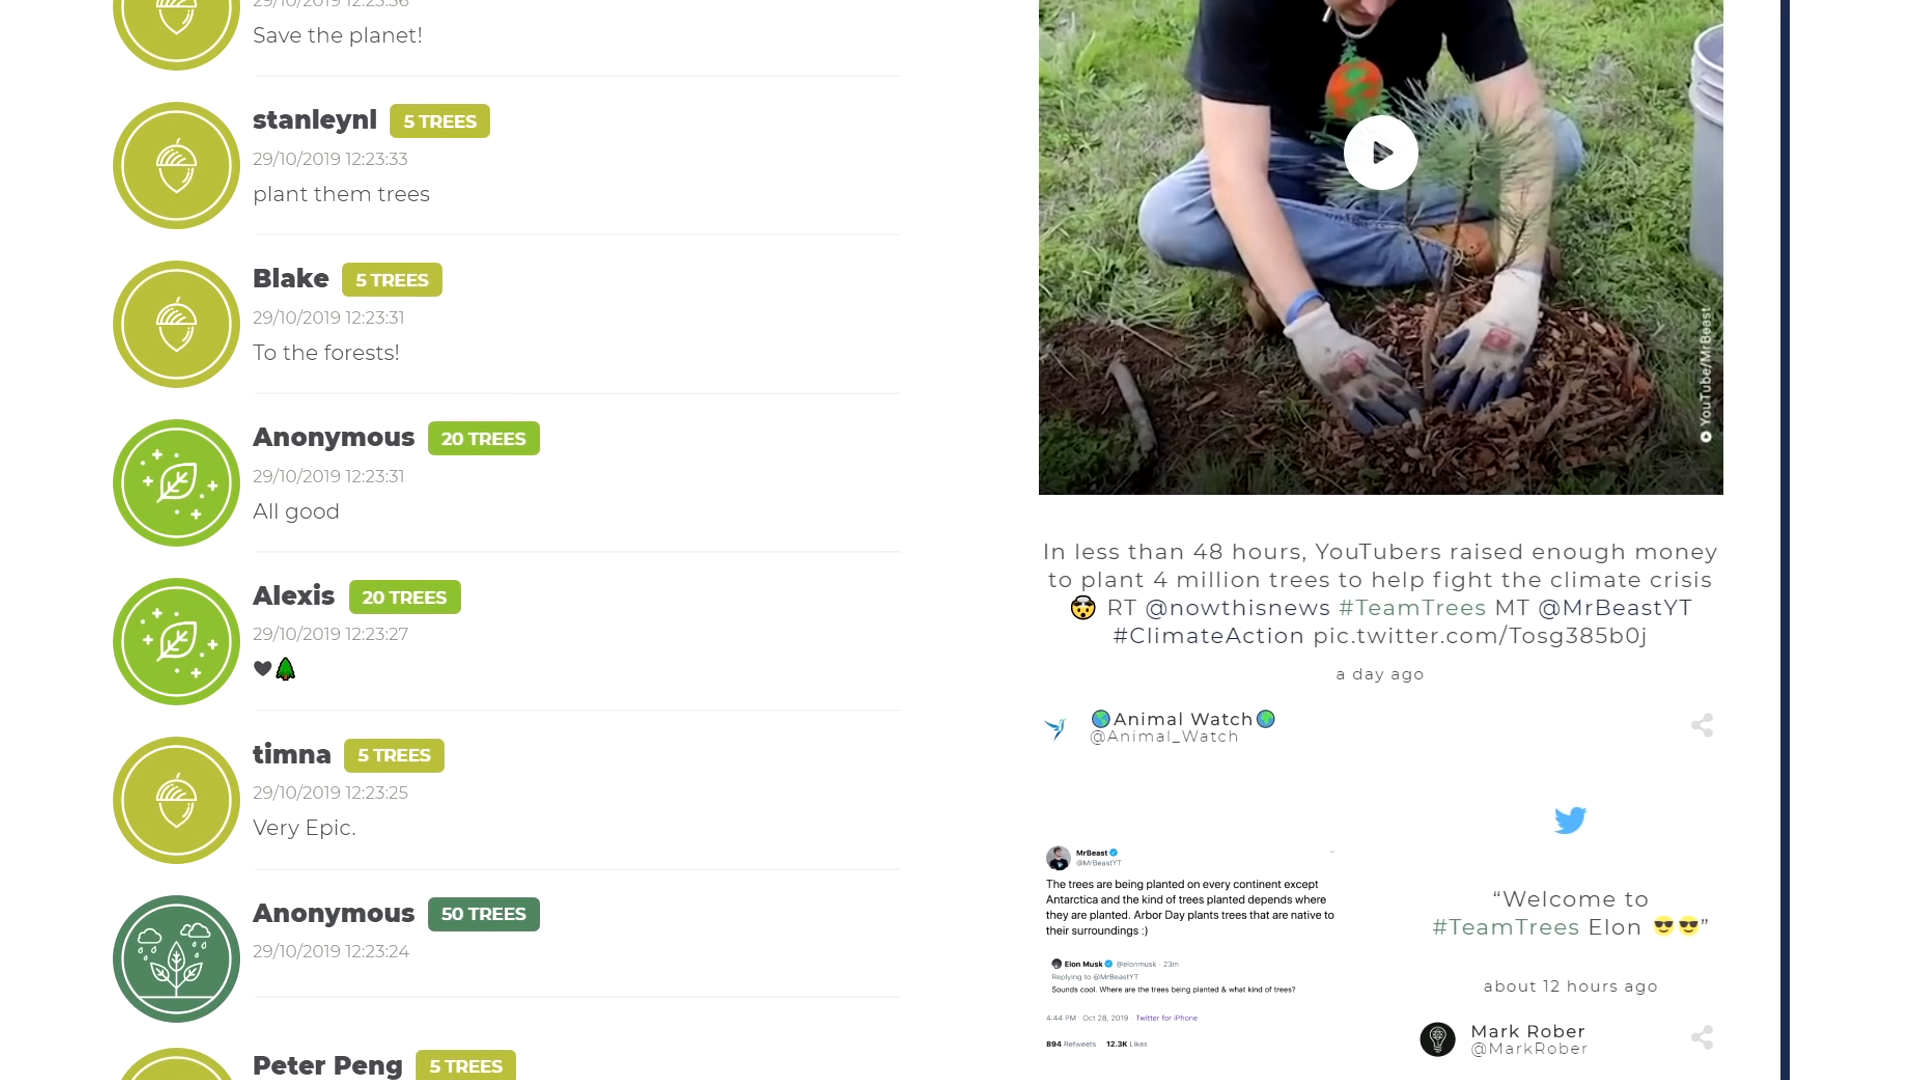 29/10/2019 12:23:36
Save the planet!
stanleynl 5 TREES
29/10/2019 12:23:33
plant them trees
Blake 5 TREES
29/10/2019 12:23:31
To the forests!
Anonymous 20 TREES
29/10/2019 12:23:31
All good
Alexis 20 TREES
29/10/2019 12:23:27
🖤🌲
timna 5 TREES
29/10/2019 12:23:25
Very Epic.
Anonymous 50 TREES
29/10/2019 12:23:24
Peter Peng 5 TREES
YouTube/MrBeast
In less than 48 hours, YouTubers raised enough money
to plant 4 million trees to help fight the climate crisis
🤯 RT @nowthisnews #TeamTrees MT @MrBeastYT
#ClimateAction pic.twitter.com/Tosg385b0j
a day ago
🌎Animal Watch🌍
@Animal_Watch
MrBeast
@MrBeastYT
The trees are being planted on every continent except
Antarctica and the kind of trees planted depends where
they are planted. Arbor Day plants trees that are native to
their surroundings :)
Elon Musk @elonmusk · 23m
Replying to @MrBeastYT
Sounds cool. Where are the trees being planted & what kind of trees?
4:44 PM · Oct 28, 2019 · Twitter for iPhone
894 Retweets 12.3K Likes
“Welcome to
#TeamTrees Elon 😎😎”
about 12 hours ago
Mark Rober
@MarkRober